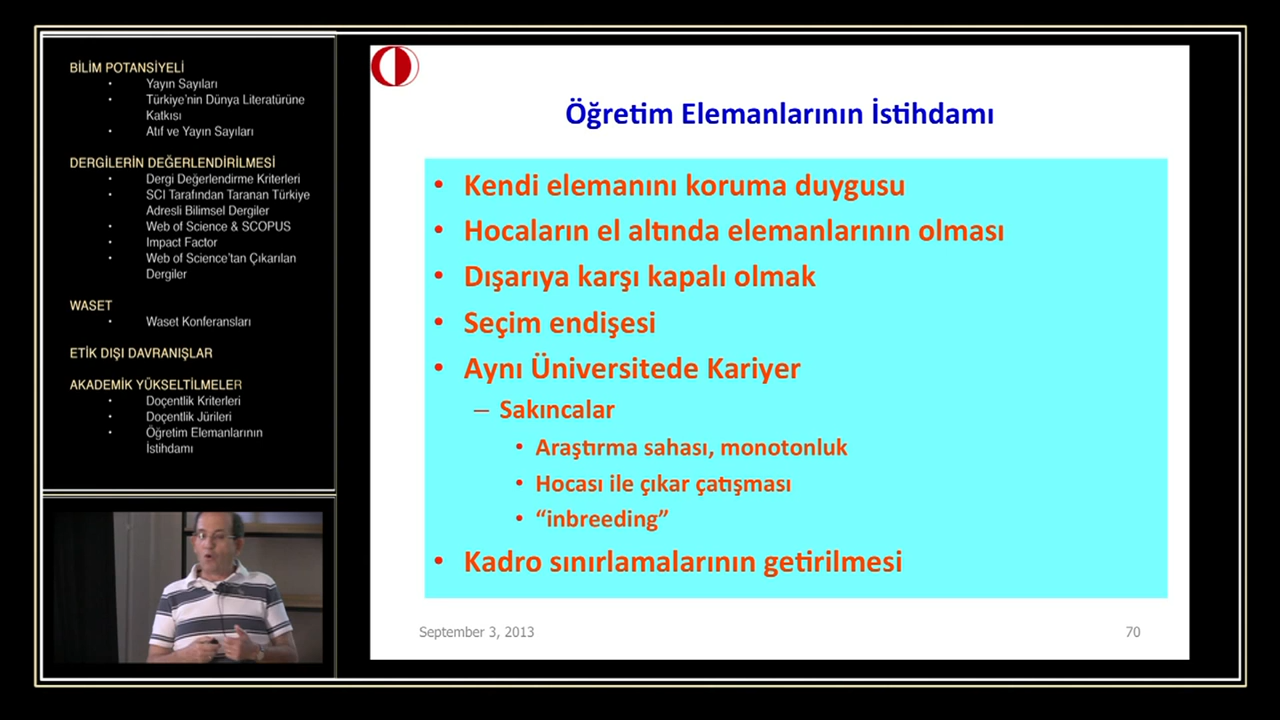 BİLİM POTANSİYELİ
• Yayın Sayıları
• Türkiye'nin Dünya Literatürüne
Katkısı
• Atıf ve Yayın Sayıları
DERGİLERİN DEĞERLENDİRİLMESİ
• Dergi Değerlendirme Kriterleri
• SCI Tarafından Taranan Türkiye
Adresli Bilimsel Dergiler
• Web of Science & SCOPUS
• Impact Factor
• Web of Science'tan Çıkarılan
Dergiler
WASET
• Waset Konferansları
ETİK DIŞI DAVRANIŞLAR
AKADEMİK YÜKSELTİLMELER
• Doçentlik Kriterleri
• Doçentlik Jürileri
• Öğretim Elemanlarının
İstihdamı
Öğretim Elemanlarının İstihdamı
• Kendi elemanını koruma duygusu
• Hocaların el altında elemanlarının olması
• Dışarıya karşı kapalı olmak
• Seçim endişesi
• Aynı Üniversitede Kariyer
– Sakıncalar
• Araştırma sahası, monotonluk
• Hocası ile çıkar çatışması
• “inbreeding”
• Kadro sınırlamalarının getirilmesi
September 3, 2013
70